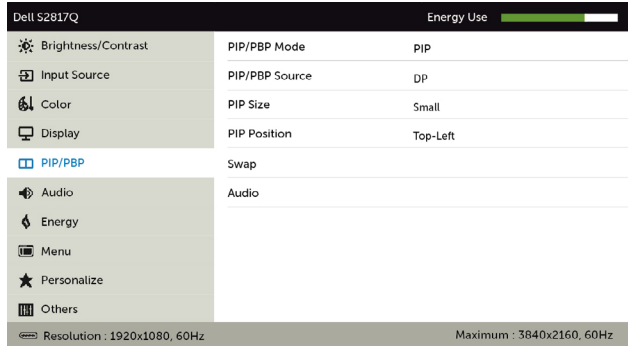 Dell S2817Q Energy Use
Brightness/Contrast PIP/PBP Mode PIP
Input Source PIP/PBP Source DP
Color PIP Size Small
Display PIP Position Top-Left
PIP/PBP Swap
Audio Audio
Energy
Menu
Personalize
Others
Resolution : 1920x1080, 60Hz Maximum : 3840x2160, 60Hz